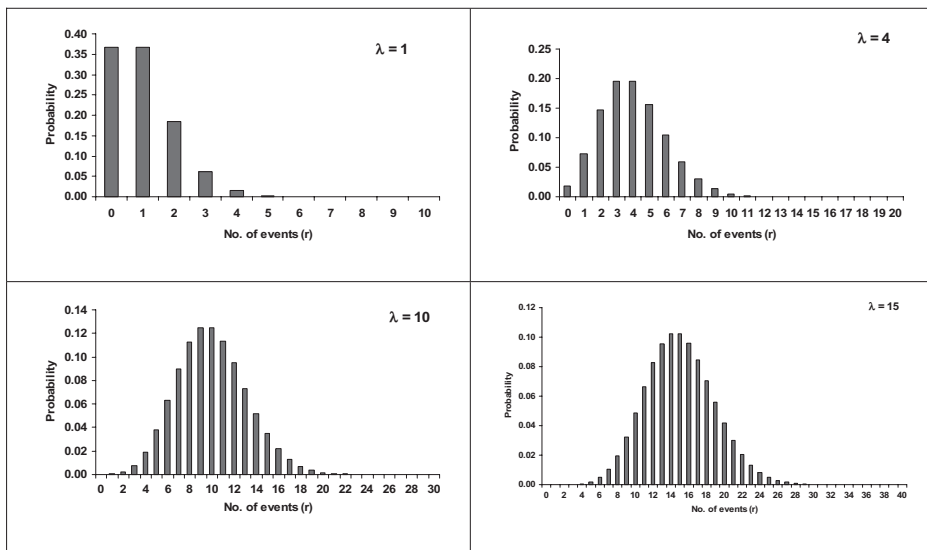 λ = 1
Probability
0.40
0.35
0.30
0.25
0.20
0.15
0.10
0.05
0.00
0 1 2 3 4 5 6 7 8 9 10
No. of events (r)
λ = 4
Probability
0.25
0.20
0.15
0.10
0.05
0.00
0 1 2 3 4 5 6 7 8 9 10 11 12 13 14 15 16 17 18 19 20
No. of events (r)
λ = 10
Probability
0.14
0.12
0.10
0.08
0.06
0.04
0.02
0.00
0 2 4 6 8 10 12 14 16 18 20 22 24 26 28 30
No. of events (r)
λ = 15
Probability
0.12
0.10
0.08
0.06
0.04
0.02
0.00
0 2 4 6 8 10 12 14 16 18 20 22 24 26 28 30 32 34 36 38 40
No. of events (r)